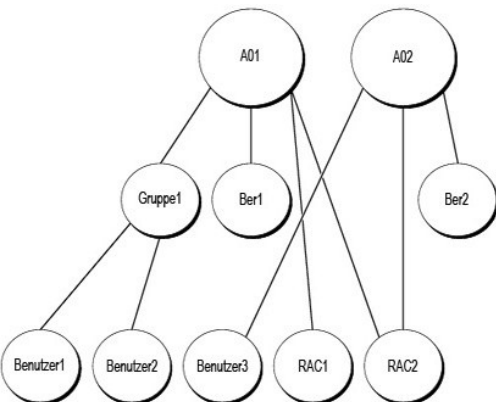 A01
A02
Gruppe1
Ber1
Ber2
Benutzer1
Benutzer2
Benutzer3
RAC1
RAC2